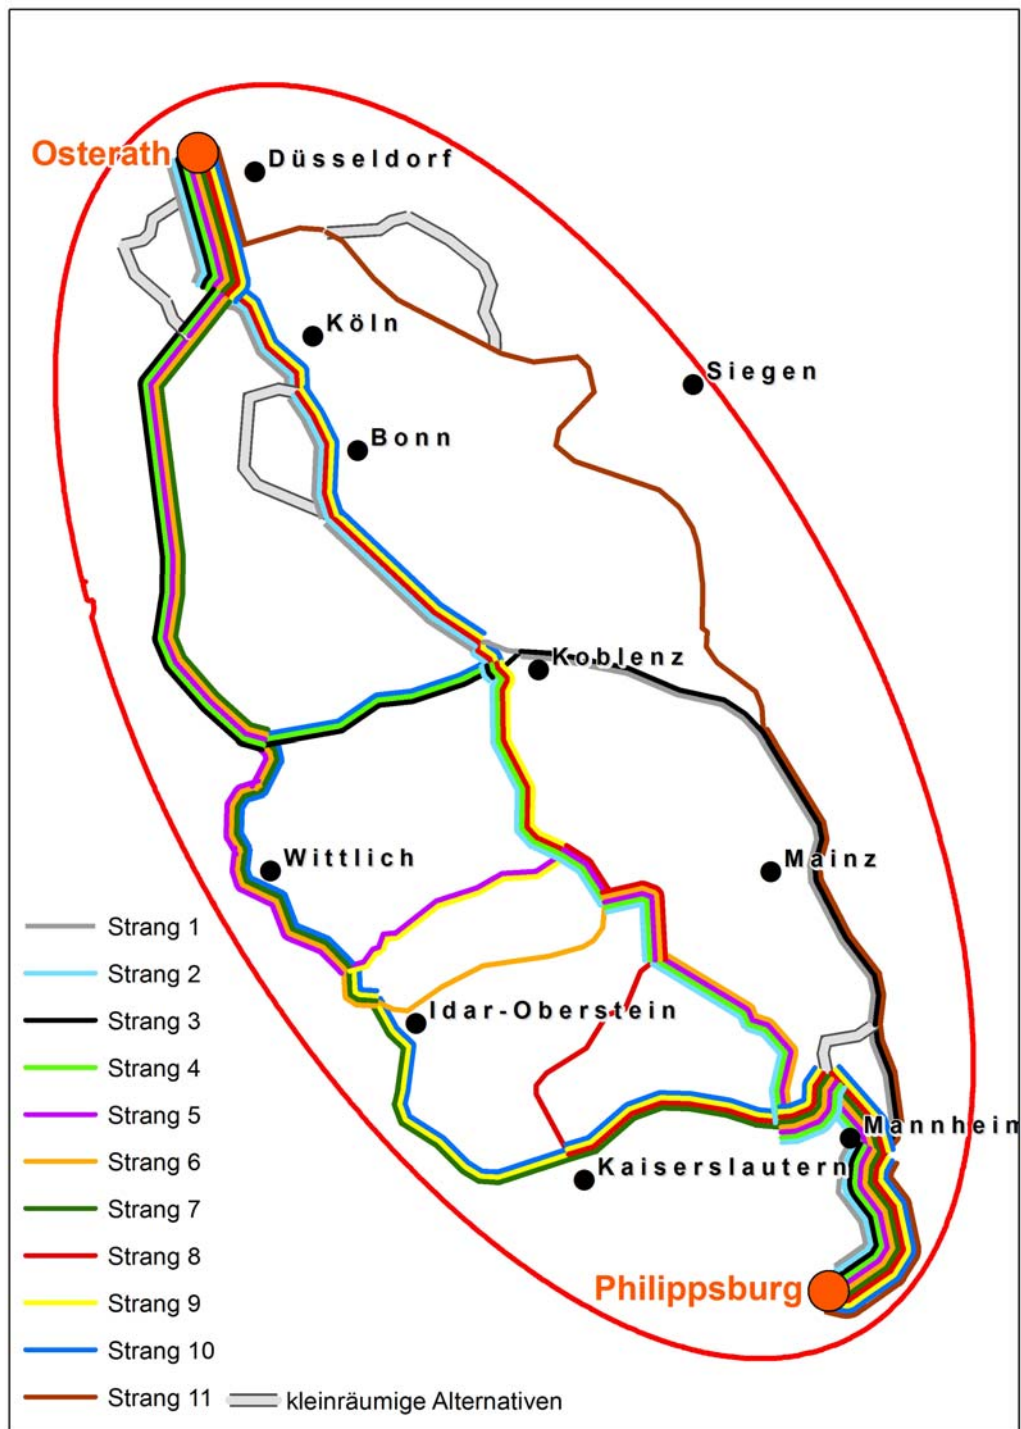 Osterath
Düsseldorf
Köln
Siegen
Bonn
Koblenz
Wittlich
Mainz
Idar-Oberstein
Mannheim
Kaiserslautern
Philippsburg
Strang 1
Strang 2
Strang 3
Strang 4
Strang 5
Strang 6
Strang 7
Strang 8
Strang 9
Strang 10
Strang 11
kleinräumige Alternativen